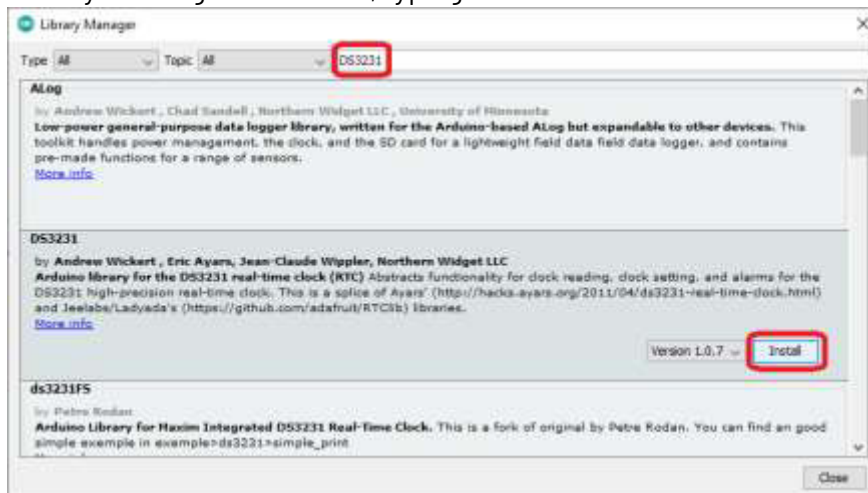 Library Manager
Type All Topic All DS3231
ALog
by Andrew Wickert , Chad Sandell , Northern Widget LLC , University of Minnesota
Low-power general-purpose data logger library, written for the Arduino-based ALog but expandable to other devices. This
toolkit handles power management, the clock, and the SD card for a lightweight field data field data logger, and contains
pre-made functions for a range of sensors.
More info
DS3231
by Andrew Wickert , Eric Ayars, Jean-Claude Wippler, Northern Widget LLC
Arduino library for the DS3231 real-time clock (RTC) Abstracts functionality for clock reading, clock setting, and alarms for the
DS3231 high-precision real-time clock. This is a splice of Ayars' (http://hacks.ayars.org/2011/04/ds3231-real-time-clock.html)
and Jeelabs/Ladyada's (https://github.com/adafruit/RTClib) libraries.
More info
Version 1.0.7 Install
ds3231FS
by Petre Rodan
Arduino Library for Maxim Integrated DS3231 Real-Time Clock. This is a fork of original by Petre Rodan. You can find an good
simple exemple in exemple>ds3231>simple_print
Close